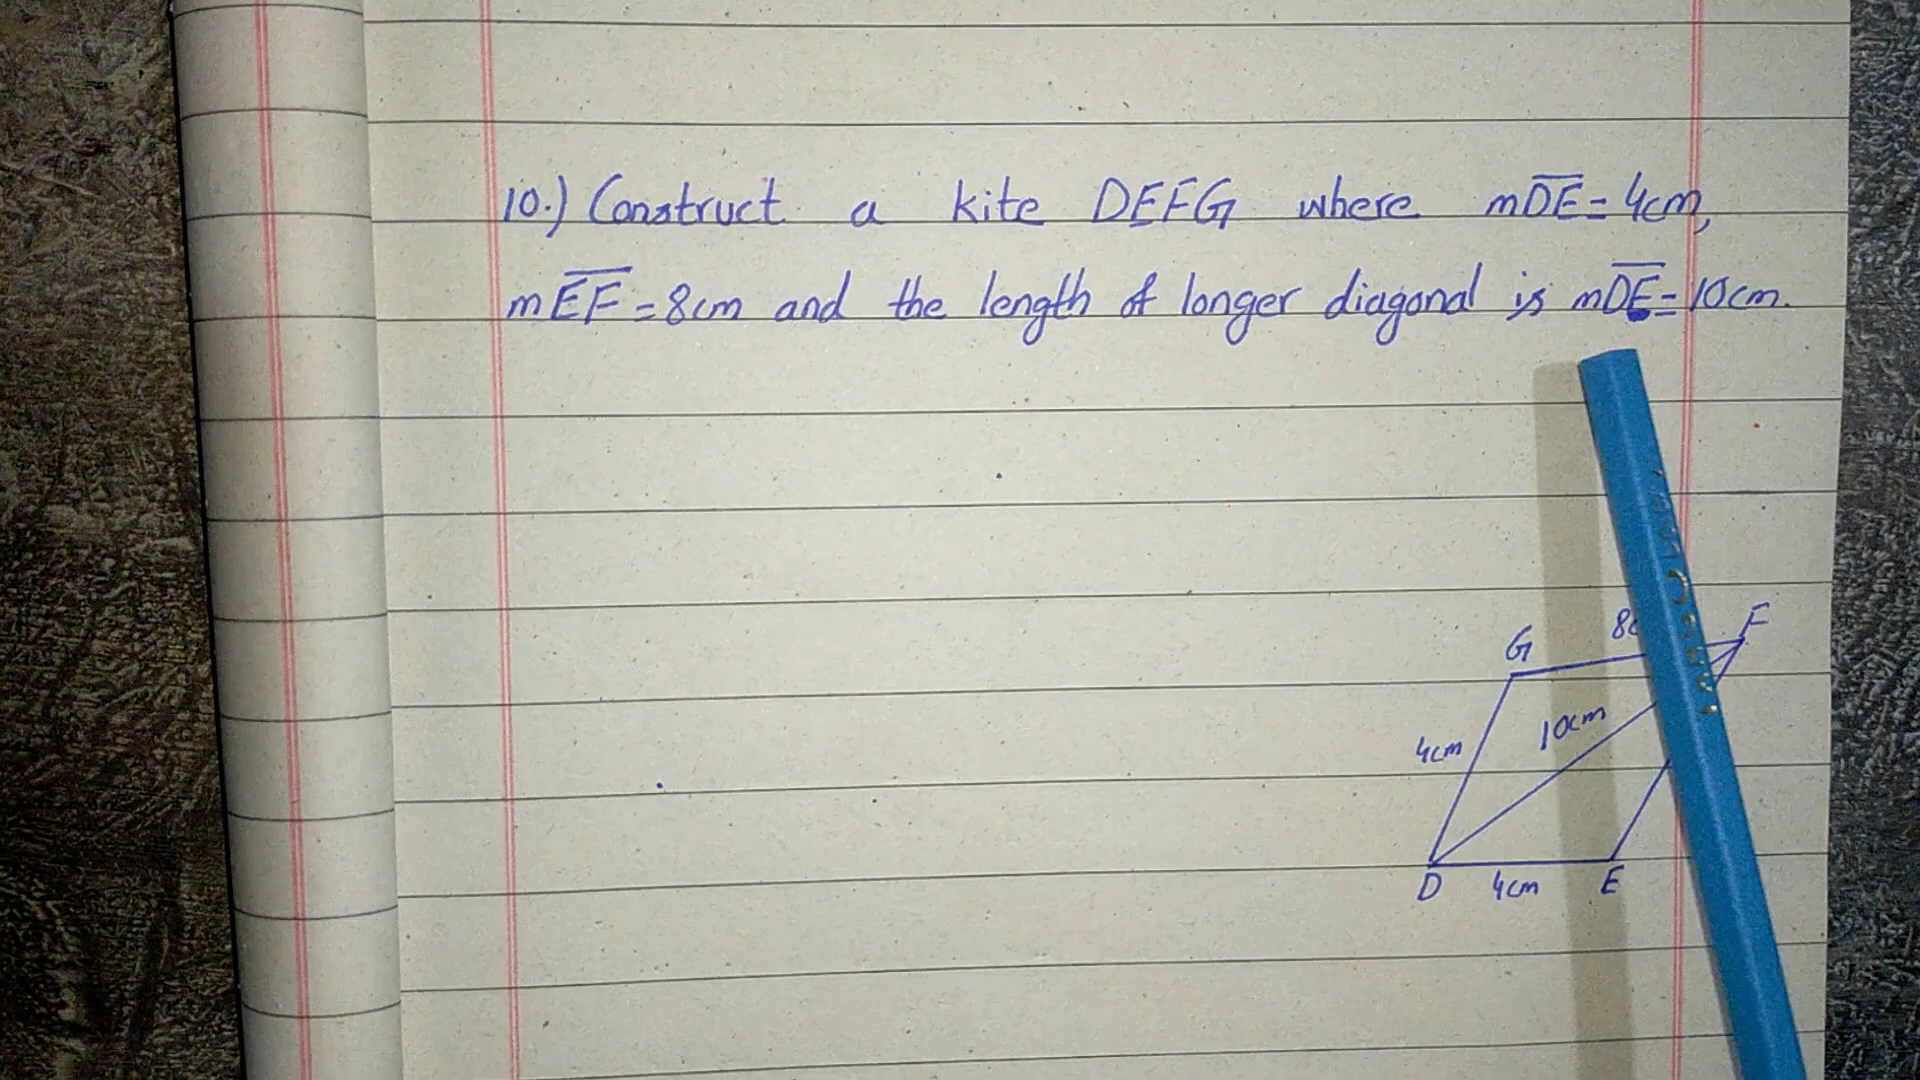 10.) Construct a kite DEFG where mDE = 4cm,
mEF = 8cm and the length of longer diagonal is mDF = 10cm.
G
F
4cm
10cm
D
4cm
E